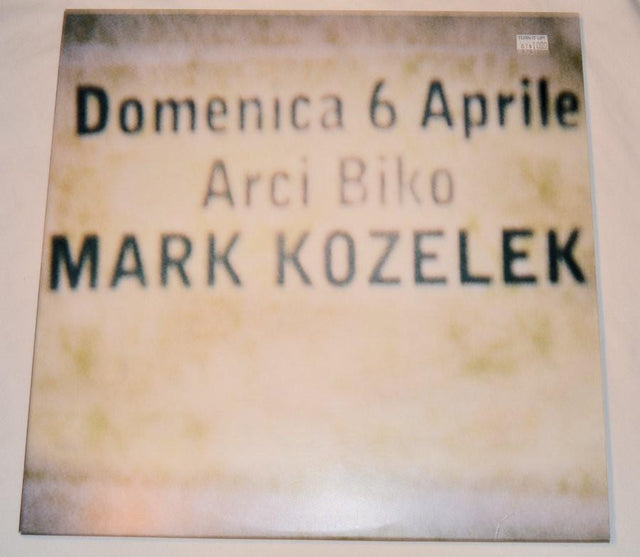 Domenica 6 Aprile
Arci Biko
MARK KOZELEK